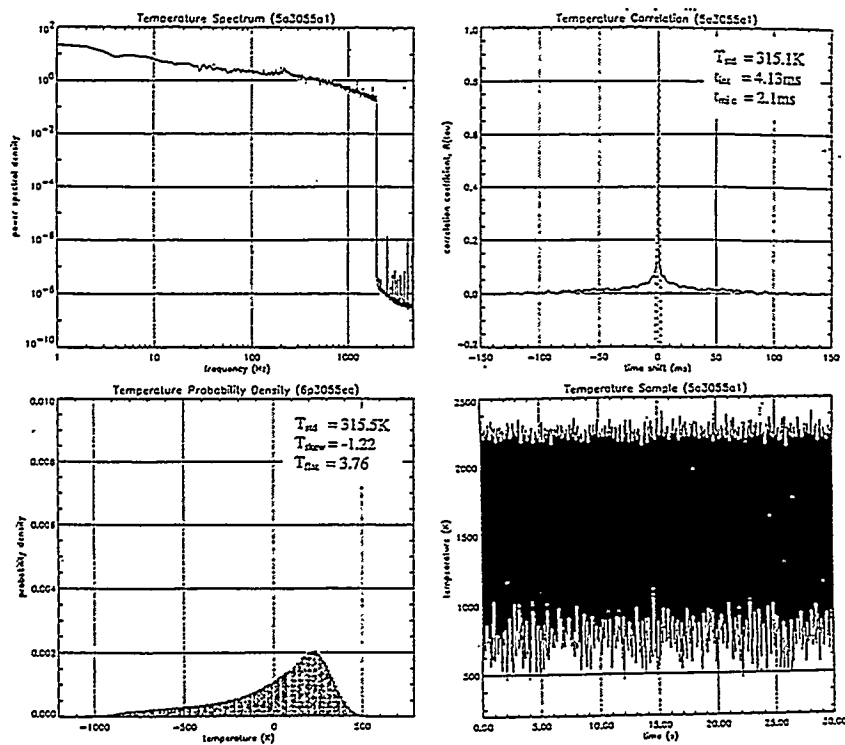 Temperature Spectrum (5a3055a1)
10^2
10^0
10^-2
10^-4
10^-6
10^-8
10^-10
power spectral density
1
10
100
1000
frequency (Hz)
Temperature Correlation (5a3055a1)
T_std = 315.1K
t_int = 4.13ms
t_mic = 2.1ms
1.0
0.8
0.6
0.4
0.2
0.0
-0.2
correlation coefficient, R(tau)
-150
-100
-50
0
50
100
150
time shift (ms)
Temperature Probability Density (6p3055ea)
T_std = 315.5K
T_skew = -1.22
T_flat = 3.76
0.010
0.008
0.006
0.004
0.002
0.000
probability density
-1000
-500
0
500
temperature (K)
Temperature Sample (5a3055a1)
2500
2000
1500
1000
500
temperature (K)
0.00
5.00
10.00
15.00
20.00
25.00
30.00
time (s)